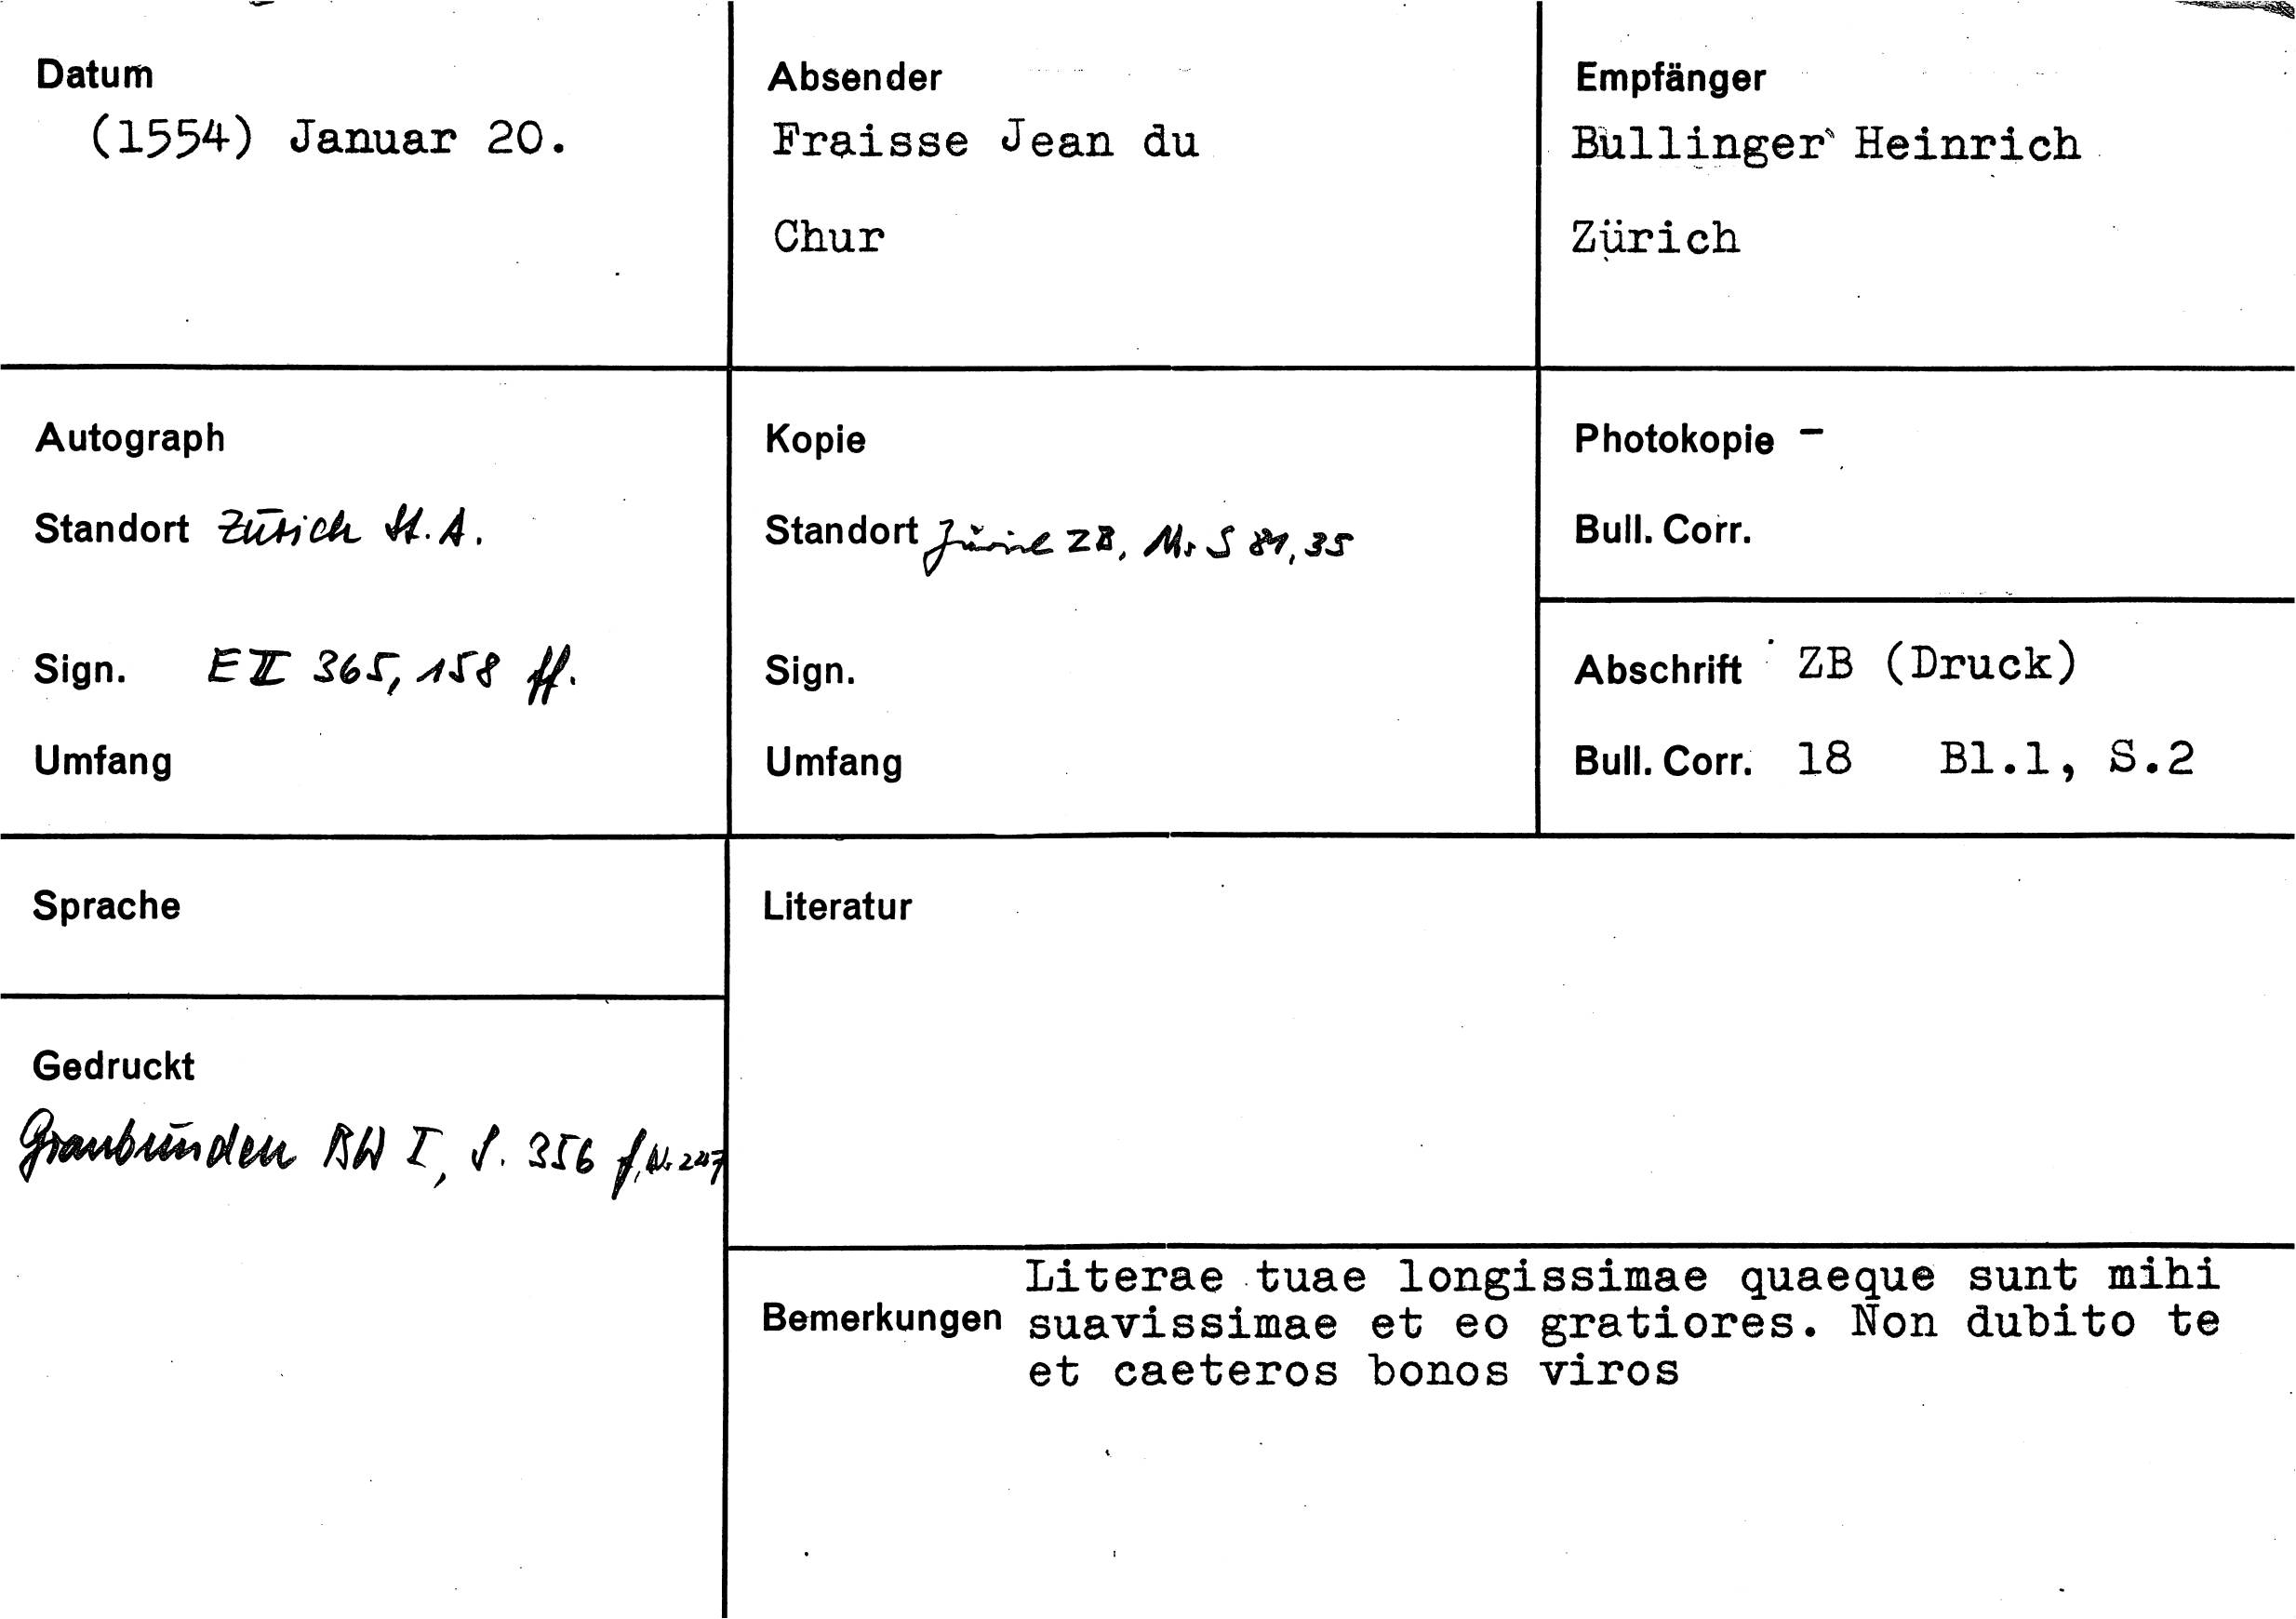 Datum
(1554) Januar 20.
Absender
Fraisse Jean du
Chur
Empfänger
Bullinger Heinrich
Zürich
Autograph
Standort Zürich St.A.
Sign. E II 365, 158 ff.
Umfang
Kopie
Standort Zürich ZB, Ms S 81, 35
Sign.
Umfang
Photokopie -
Bull. Corr.
Abschrift ZB (Druck)
Bull. Corr. 18 Bl.1, S.2
Sprache
Gedruckt
Graubünden BW I, S. 356 f, Nr 247
Literatur
Bemerkungen
Literae tuae longissimae quaeque sunt mihi
suavissimae et eo gratiores. Non dubito te
et caeteros bonos viros